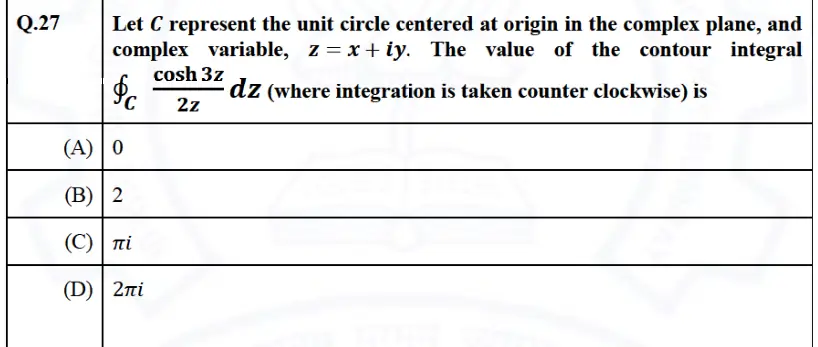 Q.27 Let C represent the unit circle centered at origin in the complex plane, and
complex variable, z = x + iy. The value of the contour integral
∮_C (cosh 3z)/(2z) dz (where integration is taken counter clockwise) is
(A) 0
(B) 2
(C) πi
(D) 2πi